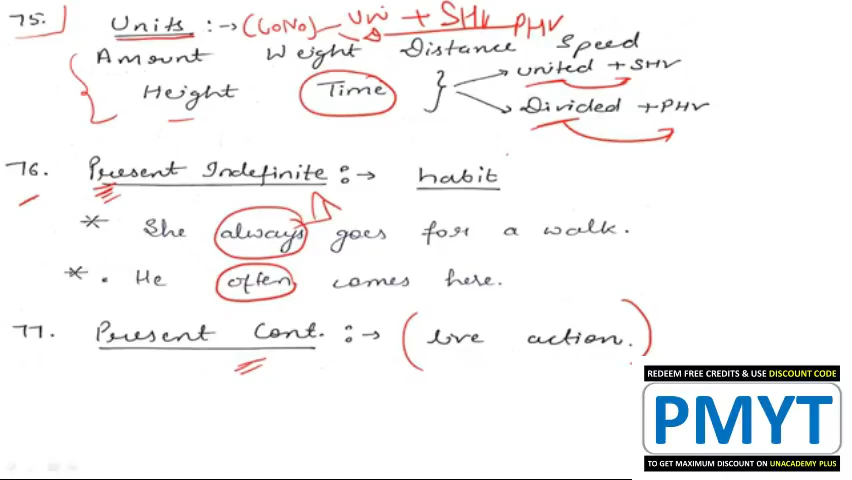 75. Units :→ (CONO) Uni + SHV PHV
Amount Weight Distance Speed
Height Time united + SHV
Divided + PHV
76. Present Indefinite :→ habit
* She always goes for a walk.
* . He often comes here.
77. Present Cont. :→ (live action.)
REDEEM FREE CREDITS & USE DISCOUNT CODE
PMYT
TO GET MAXIMUM DISCOUNT ON UNACADEMY PLUS